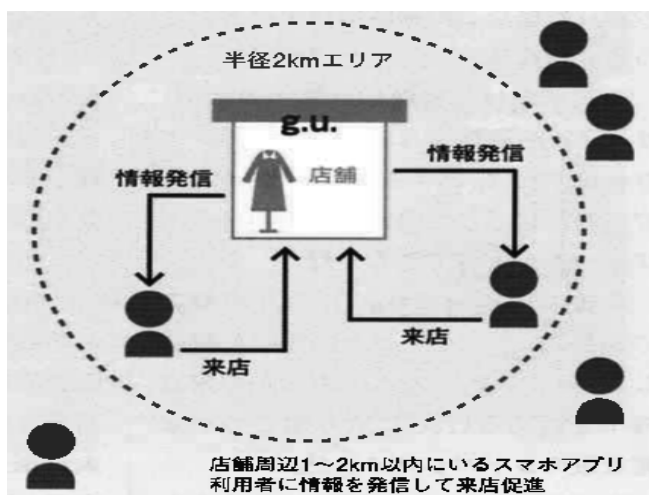 半径2kmエリア
g.u.
情報発信
情報発信
店舗
来店
来店
店舗周辺1〜2km以内にいるスマホアプリ
利用者に情報を発信して来店促進